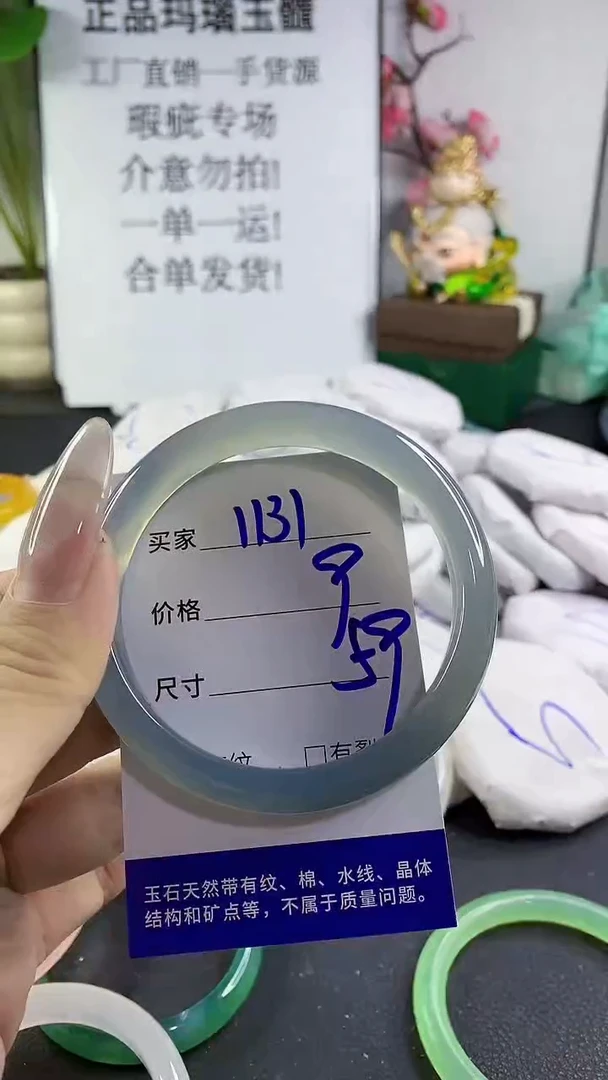 正品玛瑙玉髓
工厂直销一手货源
瑕疵专场
介意勿拍!
一单一运!
合单发货!
买家 1131
价格 9
尺寸 59
纹 □有裂
玉石天然带有纹、棉、水线、晶体
结构和矿点等，不属于质量问题。